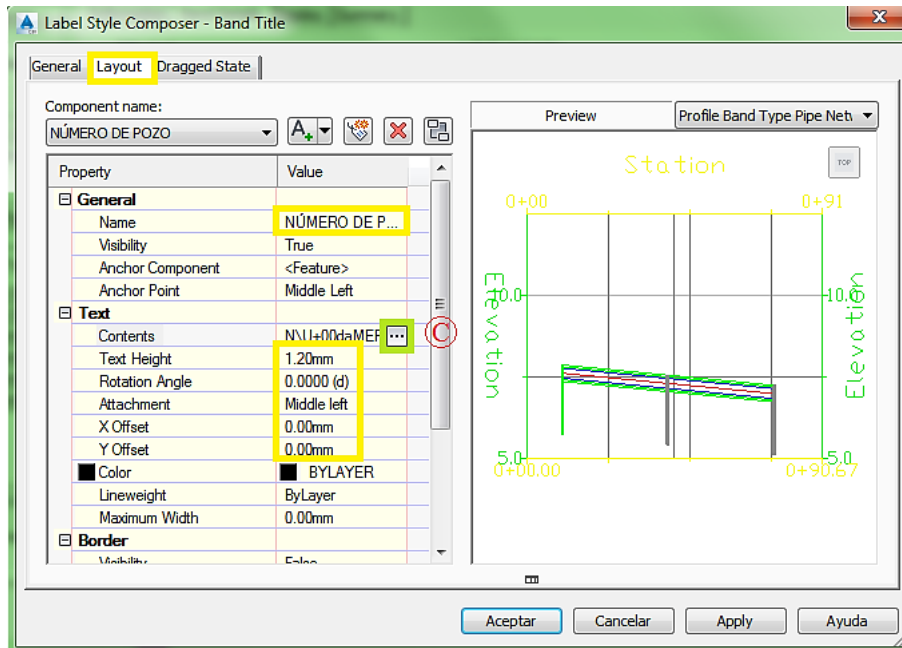 Label Style Composer - Band Title
General Layout Dragged State
Component name:
NÚMERO DE POZO
Property Value
General
Name NÚMERO DE P...
Visibility True
Anchor Component <Feature>
Anchor Point Middle Left
Text
Contents N\U+00daMER ...
Text Height 1.20mm
Rotation Angle 0.0000 (d)
Attachment Middle left
X Offset 0.00mm
Y Offset 0.00mm
Color BYLAYER
Lineweight ByLayer
Maximum Width 0.00mm
Border
Visibility False
©
Preview Profile Band Type Pipe Netw
TOP
Station
0+00 0+91
Elevation
10.0 10.0
Elevation
5.0 5.0
0+00.00 0+90.67
Aceptar Cancelar Apply Ayuda